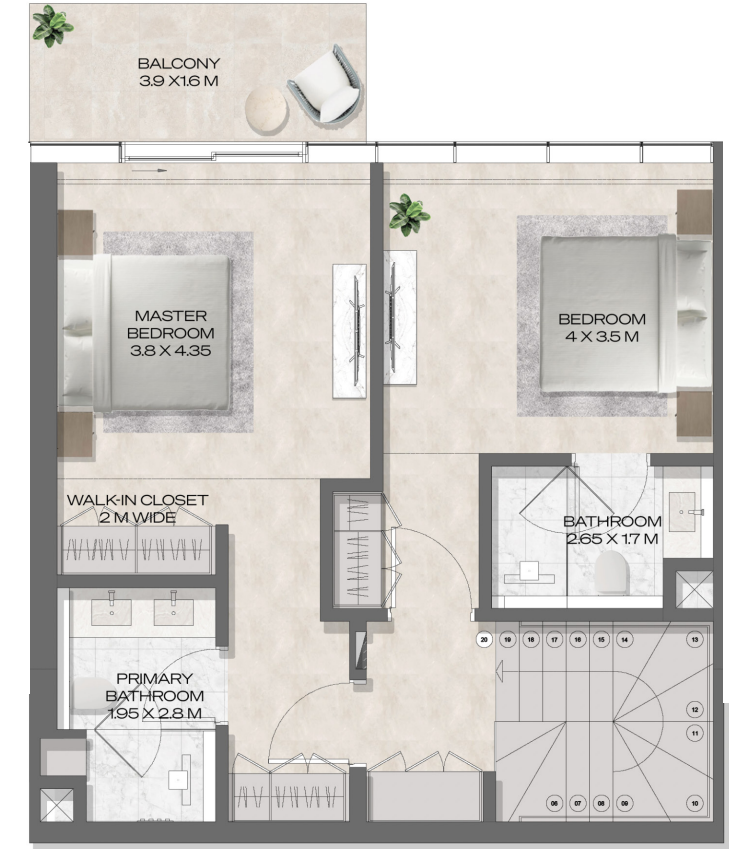 BALCONY
3.9 X1.6 M
MASTER
BEDROOM
3.8 X 4.35
BEDROOM
4 X 3.5 M
WALK-IN CLOSET
2 M WIDE
BATHROOM
2.65 X 1.7 M
20 19 18 17 16 15 14 13
PRIMARY
BATHROOM
1.95 X 2.8 M
12
11
06 07 08 09 10